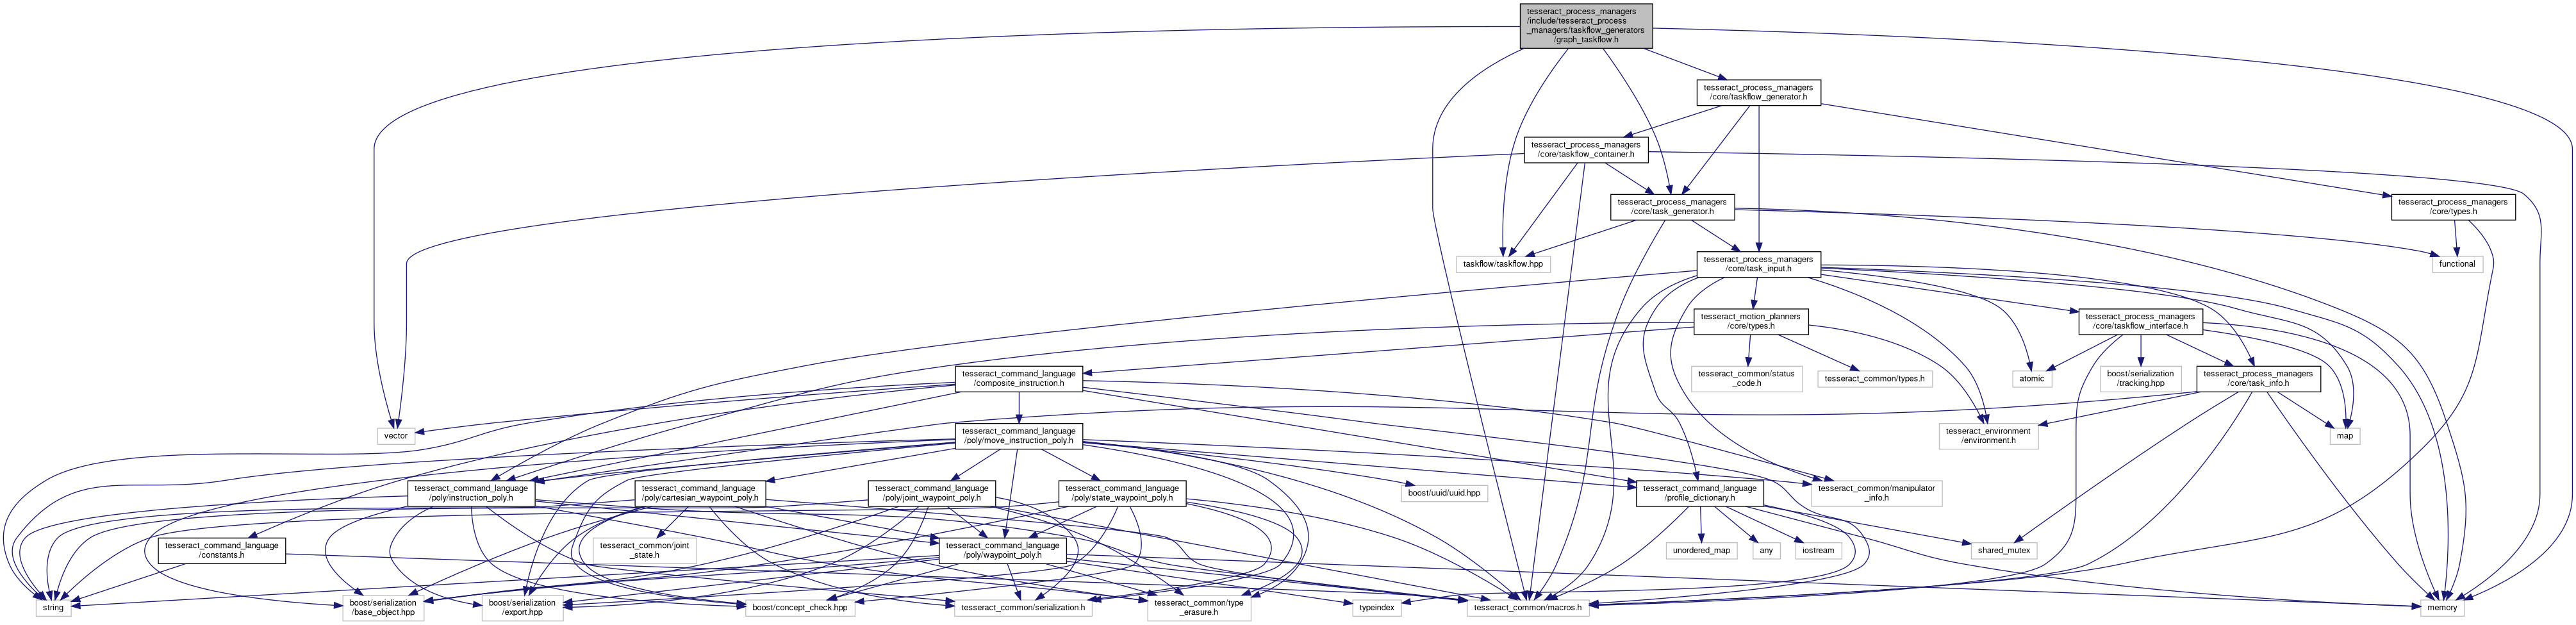 tesseract_process_managers
/include/tesseract_process
_managers/taskflow_generators
/graph_taskflow.h
tesseract_process_managers
/core/taskflow_generator.h
tesseract_process_managers
/core/taskflow_container.h
tesseract_process_managers
/core/task_generator.h
tesseract_process_managers
/core/types.h
taskflow/taskflow.hpp
tesseract_process_managers
/core/task_input.h
functional
tesseract_motion_planners
/core/types.h
tesseract_process_managers
/core/taskflow_interface.h
tesseract_command_language
/composite_instruction.h
tesseract_common/status
_code.h
tesseract_common/types.h
atomic
boost/serialization
/tracking.hpp
tesseract_process_managers
/core/task_info.h
vector
tesseract_command_language
/poly/move_instruction_poly.h
tesseract_environment
/environment.h
map
tesseract_command_language
/poly/instruction_poly.h
tesseract_command_language
/poly/cartesian_waypoint_poly.h
tesseract_command_language
/poly/joint_waypoint_poly.h
tesseract_command_language
/poly/state_waypoint_poly.h
boost/uuid/uuid.hpp
tesseract_command_language
/profile_dictionary.h
tesseract_common/manipulator
_info.h
tesseract_command_language
/constants.h
tesseract_common/joint
_state.h
tesseract_command_language
/poly/waypoint_poly.h
unordered_map
any
iostream
shared_mutex
string
boost/serialization
/base_object.hpp
boost/serialization
/export.hpp
boost/concept_check.hpp
tesseract_common/serialization.h
tesseract_common/type
_erasure.h
typeindex
tesseract_common/macros.h
memory